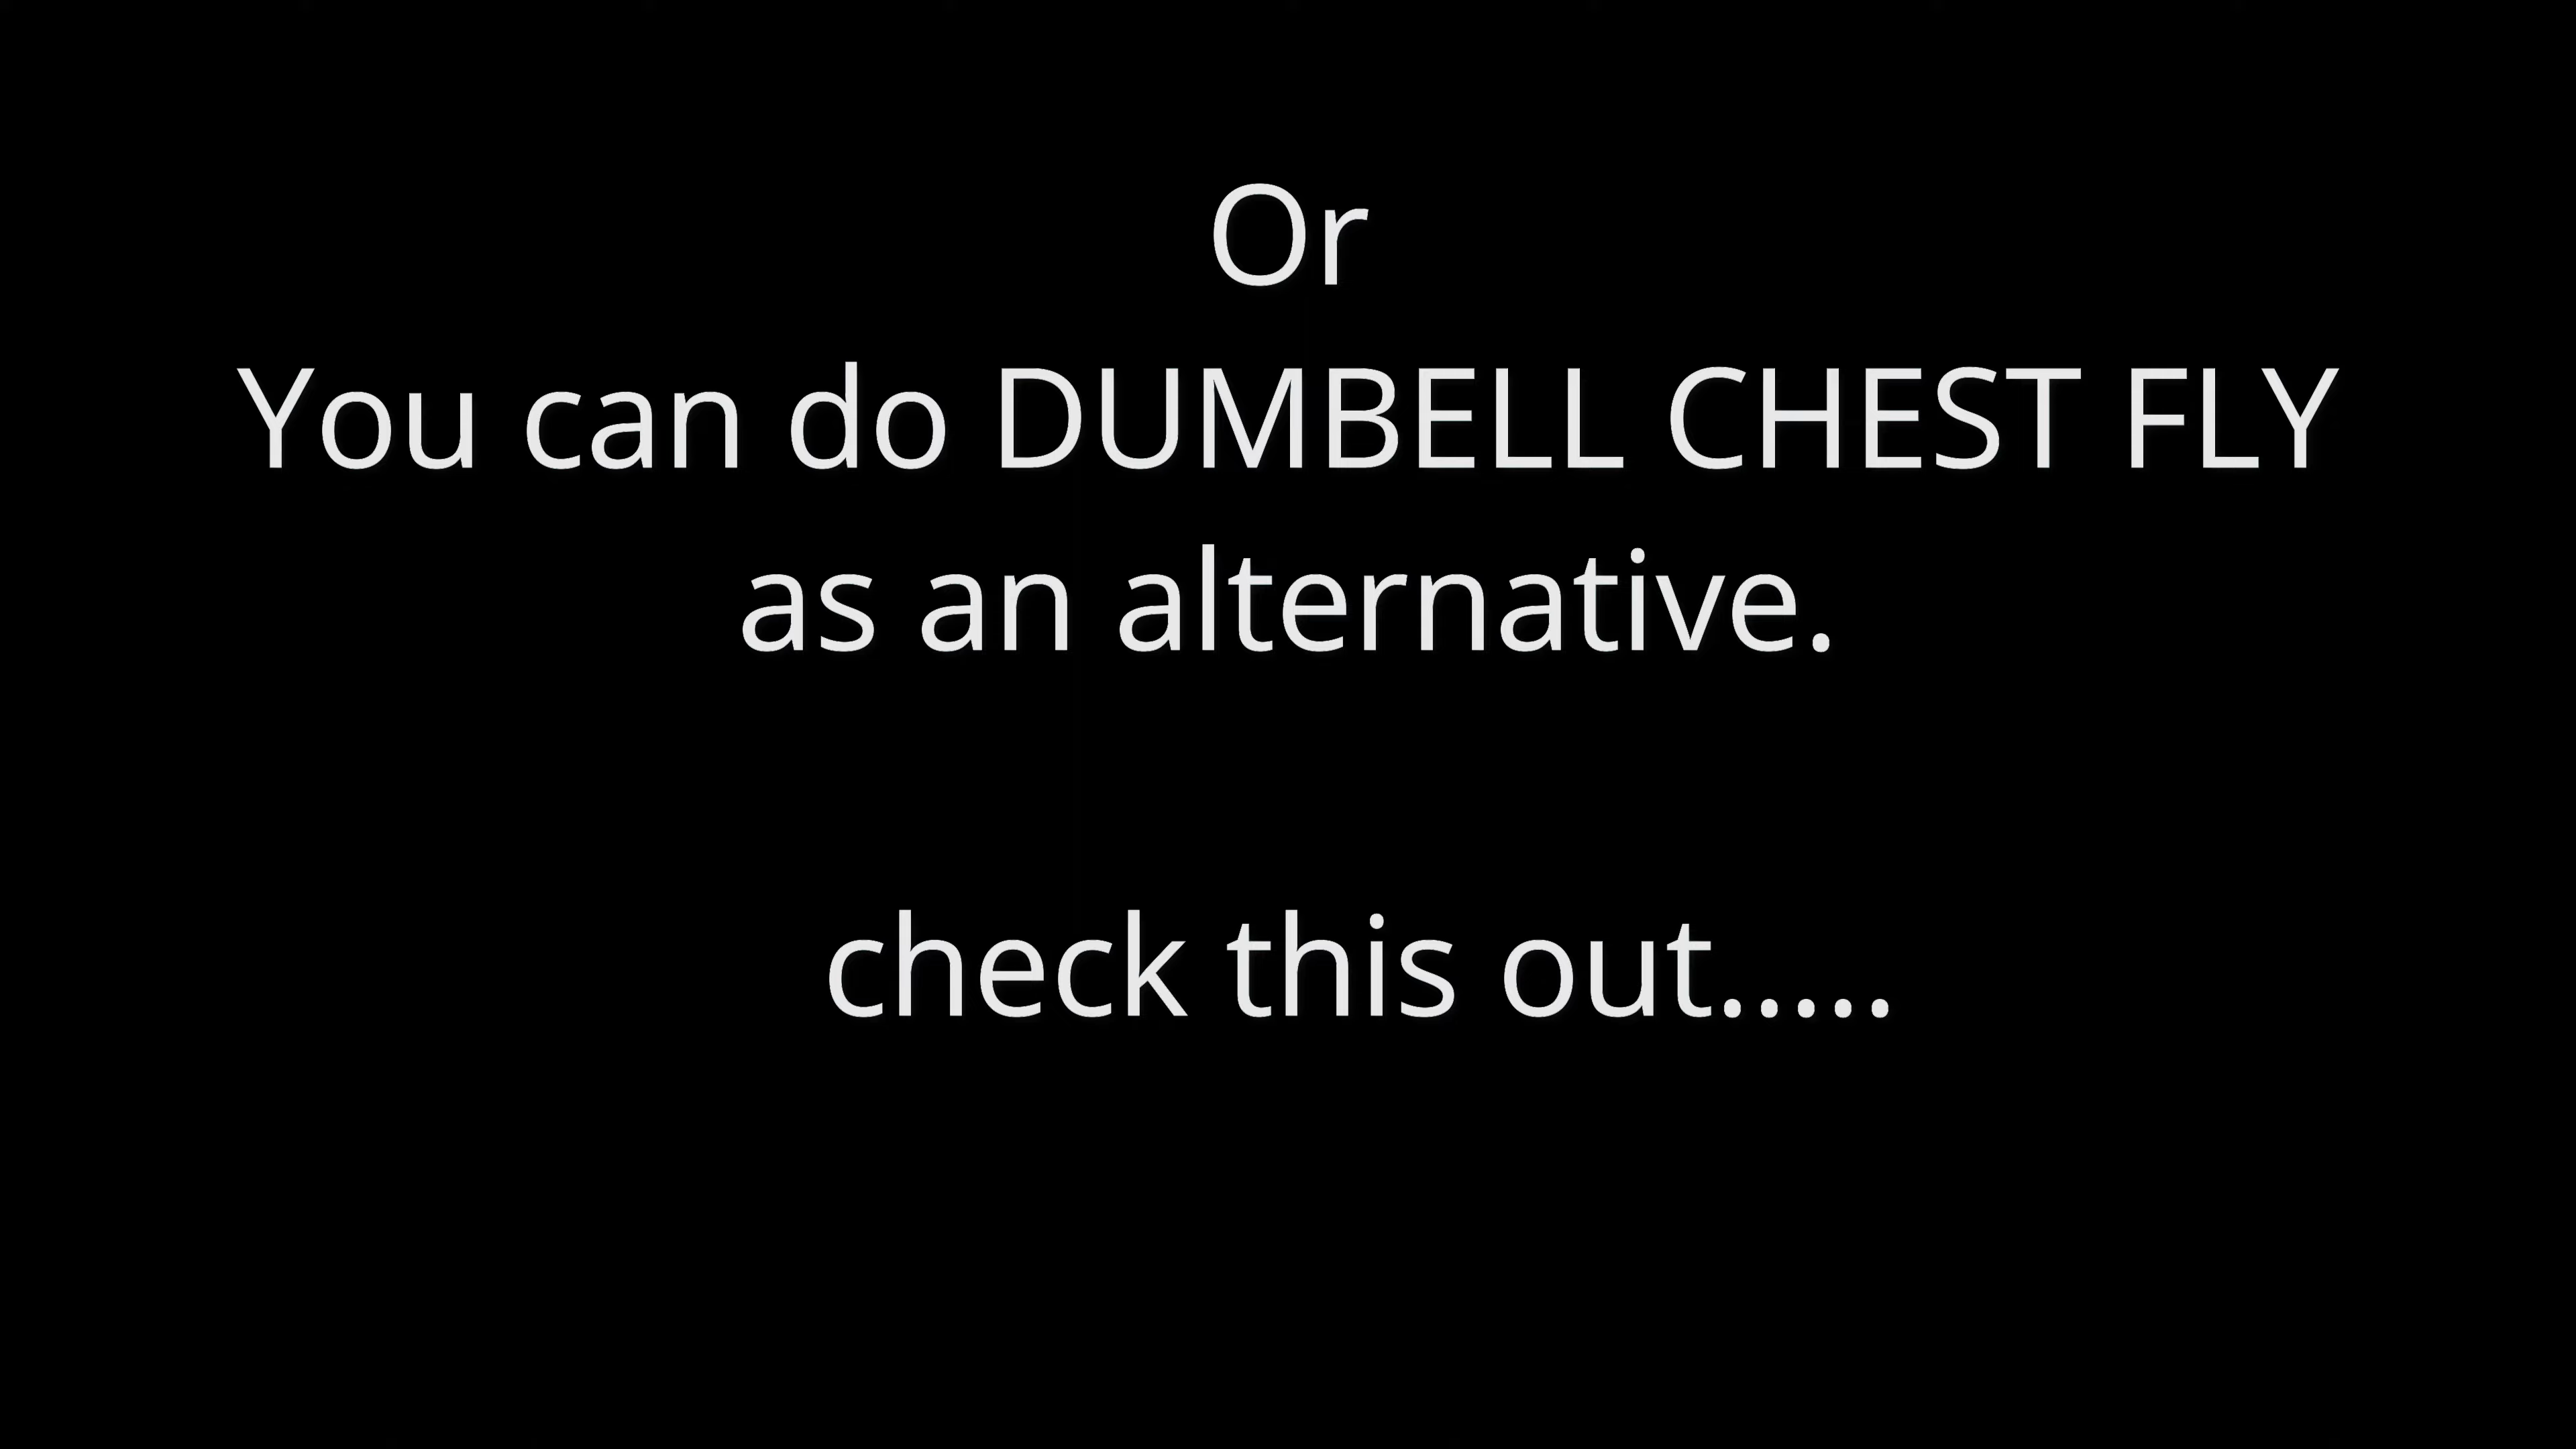 Or
You can do DUMBELL CHEST FLY
as an alternative.
check this out.....